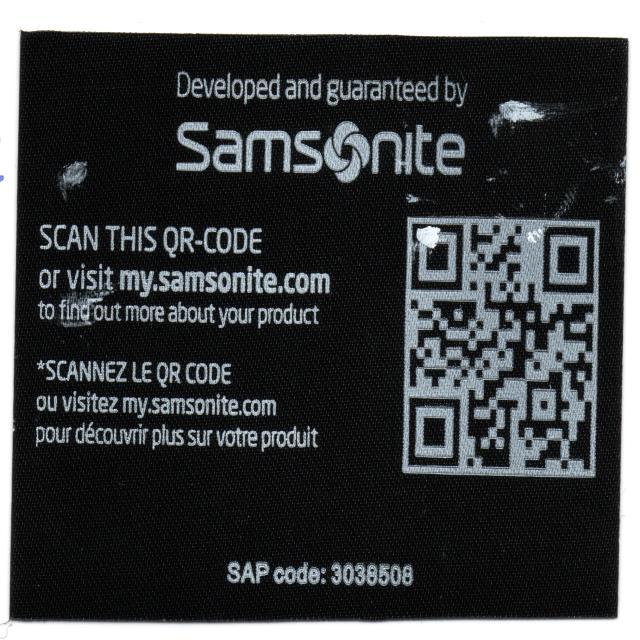 Developed and guaranteed by
Samsonite
SCAN THIS QR-CODE
or visit my.samsonite.com
to find out more about your product
*SCANNEZ LE QR CODE
ou visitez my.samsonite.com
pour découvrir plus sur votre produit
SAP code: 3038508